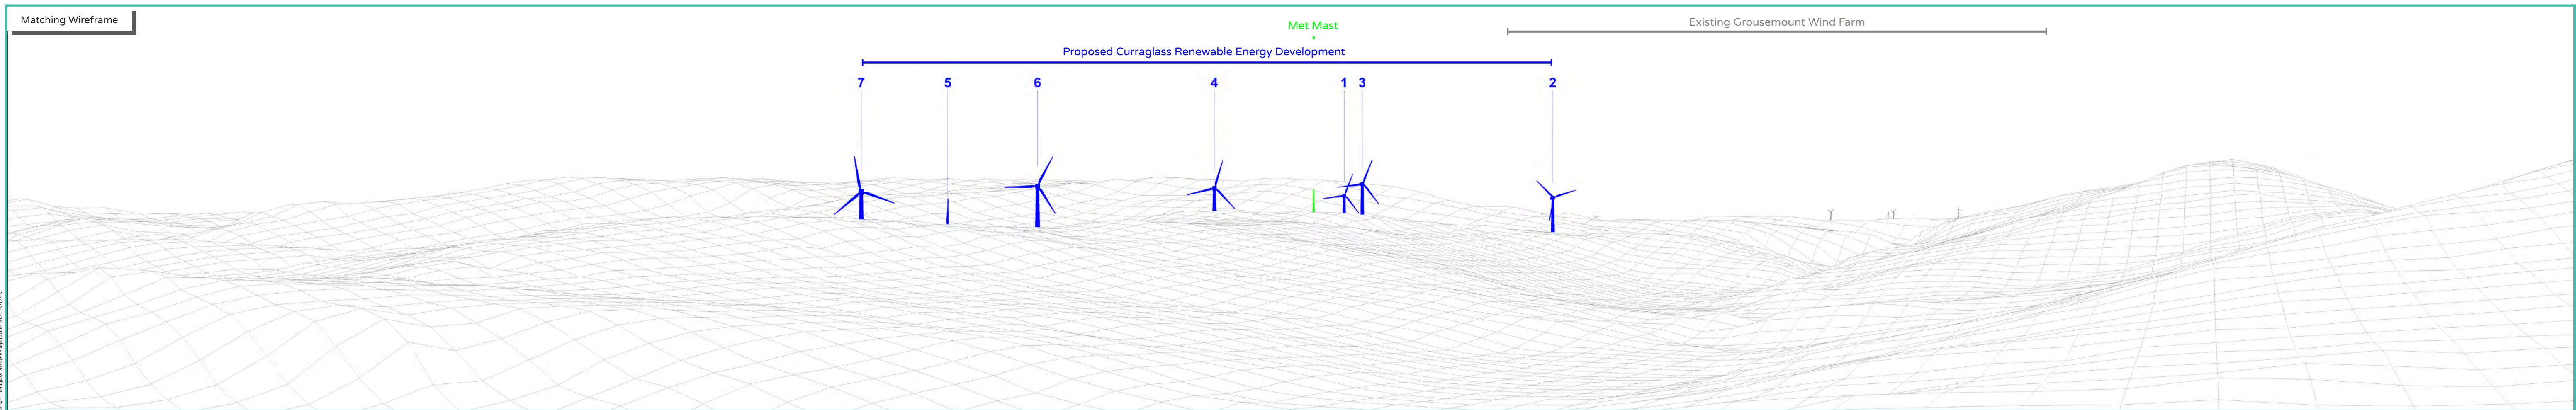 Matching Wireframe
Met Mast
Existing Grousemount Wind Farm
Proposed Curraglass Renewable Energy Development
7 5 6 4 1 3 2